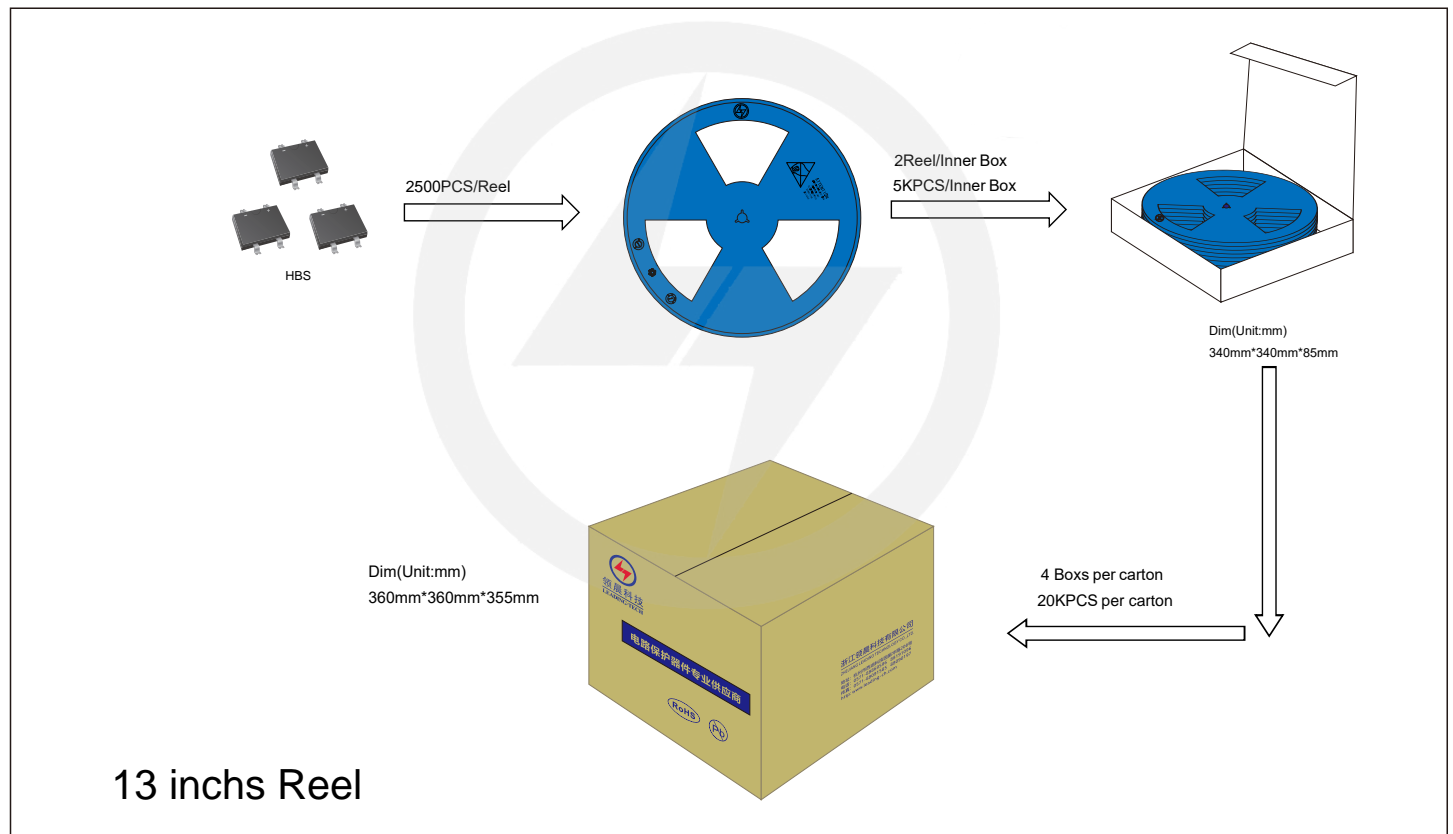 HBS
2500PCS/Reel
2Reel/Inner Box
5KPCS/Inner Box
Dim(Unit:mm)
340mm*340mm*85mm
4 Boxs per carton
20KPCS per carton
Dim(Unit:mm)
360mm*360mm*355mm
领晨科技
LEADING-TECH
电路保护器件专业供应商
RoHS
Pb
浙江领晨科技有限公司
13 inchs Reel